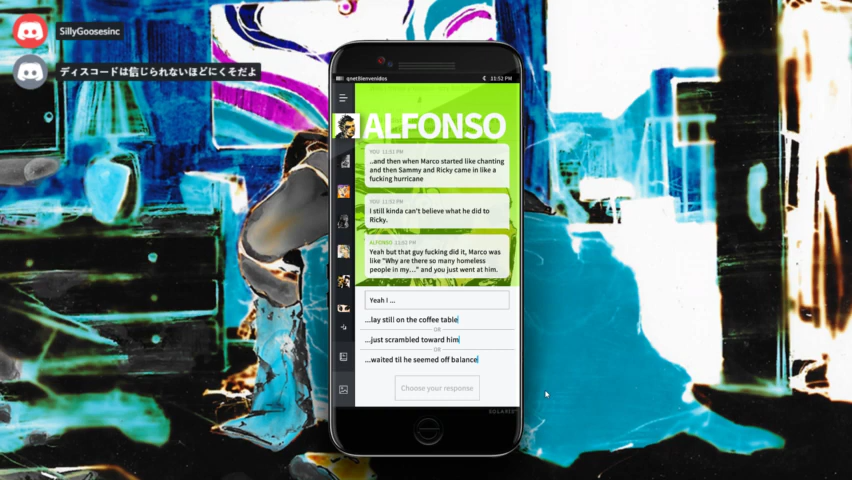 SillyGoosesinc
ディスコードは信じられないほどにくそだよ
qnetBienvenidos
11:52 PM
ALFONSO
YOU 11:51 PM
..and then when Marco started like chanting
and then Sammy and Ricky came in like a
fucking hurricane
YOU 11:52 PM
I still kinda can't believe what he did to
Ricky.
ALFONSO 11:52 PM
Yeah but that guy fucking did it, Marco was
like "Why are there so many homeless
people in my..." and you just went at him.
Yeah I ...
...lay still on the coffee table
OR
...just scrambled toward him
OR
...waited til he seemed off balance
Choose your response
SOLARIS